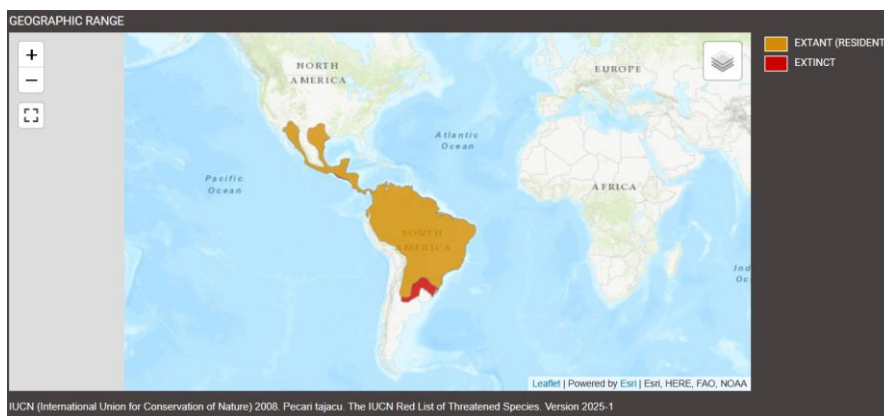 GEOGRAPHIC RANGE
EXTANT (RESIDENT
EXTINCT
+
−
NORTH
AMERICA
EUROPE
Atlantic
Ocean
Pacific
Ocean
AFRICA
SOUTH
AMERICA
Ind
Oc
Leaflet | Powered by Esri | Esri, HERE, FAO, NOAA
IUCN (International Union for Conservation of Nature) 2008. Pecari tajacu. The IUCN Red List of Threatened Species. Version 2025-1